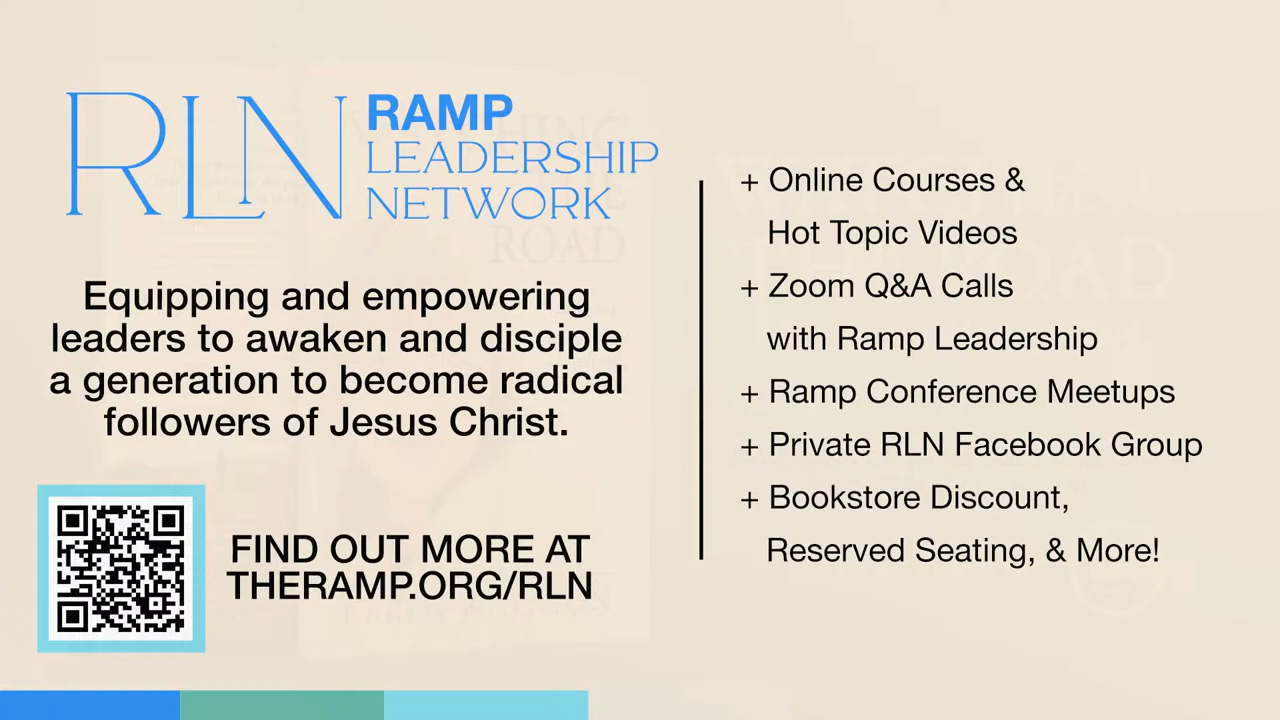 RLN
RAMP
LEADERSHIP
NETWORK
Equipping and empowering
leaders to awaken and disciple
a generation to become radical
followers of Jesus Christ.
FIND OUT MORE AT
THERAMP.ORG/RLN
+ Online Courses &
Hot Topic Videos
+ Zoom Q&A Calls
with Ramp Leadership
+ Ramp Conference Meetups
+ Private RLN Facebook Group
+ Bookstore Discount,
Reserved Seating, & More!